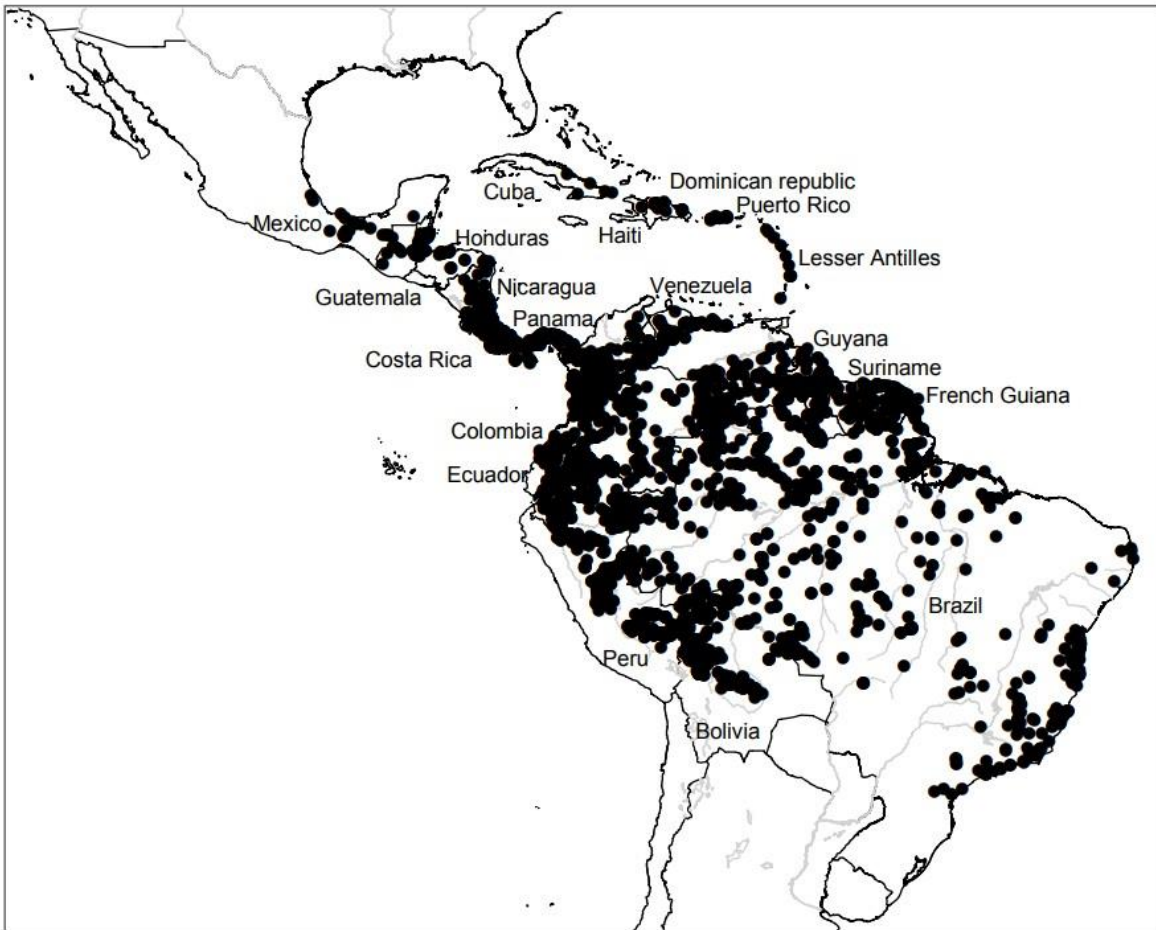 Dominican republic
Cuba
Puerto Rico
Mexico
Haiti
Honduras
Lesser Antilles
Nicaragua
Venezuela
Guatemala
Panama
Guyana
Costa Rica
Suriname
French Guiana
Colombia
Ecuador
Brazil
Peru
Bolivia